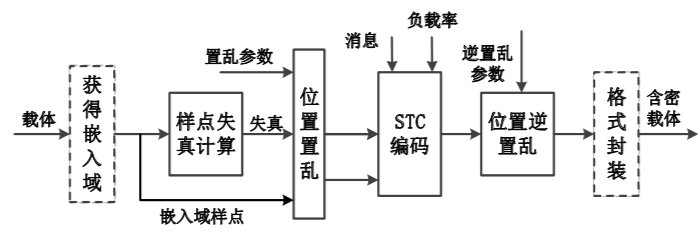 载体
获得嵌入域
置乱参数
样点失
真计算
失真
嵌入域样点
位置置乱
消息
负载率
STC
编码
逆置乱
参数
位置逆
置乱
格式封装
含密
载体